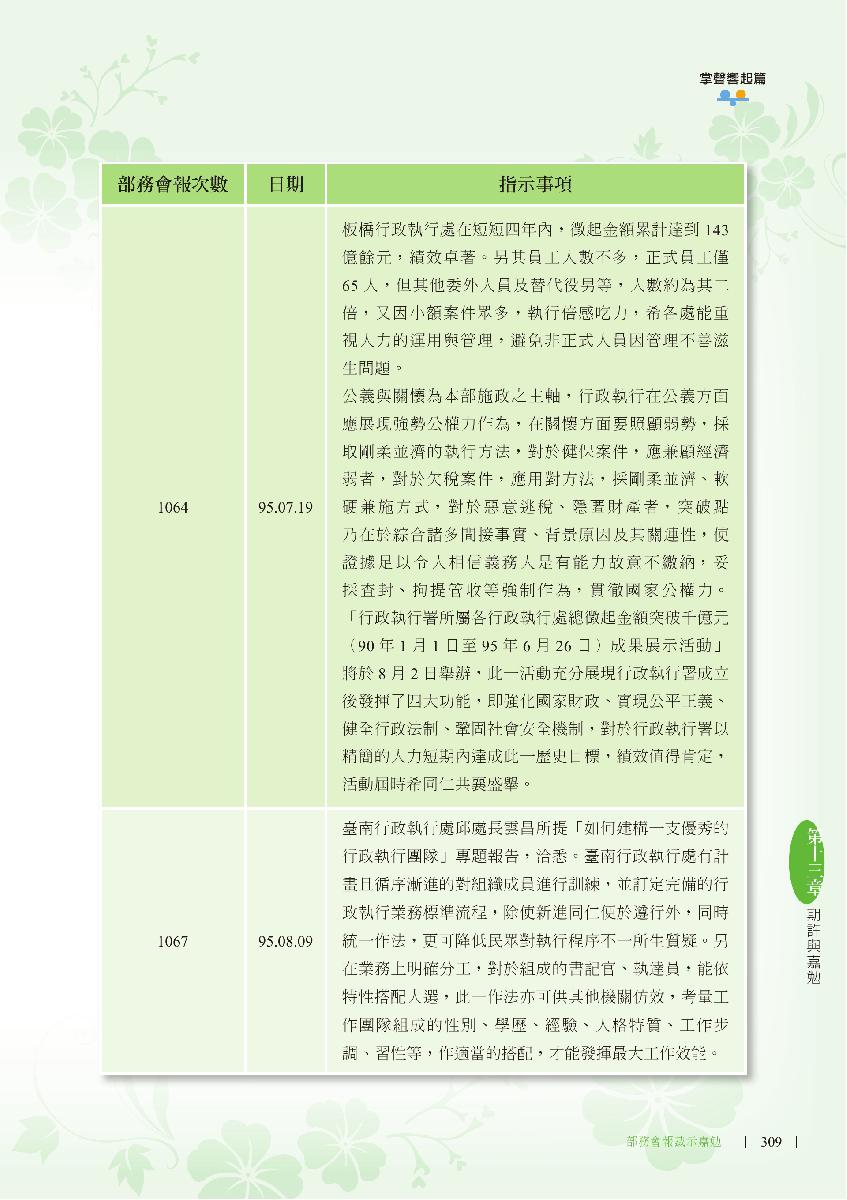 掌聲響起篇
部務會報次數 日期 指示事項
板橋行政執行處在短短四年內，徵起金額累計達到 143
億餘元，績效卓著。另其員工人數不多，正式員工僅
65 人，但其他委外人員及替代役男等，人數約為其二
倍，又因小額案件眾多，執行倍感吃力，希各處能重
視人力的運用與管理，避免非正式人員因管理不善滋
生問題。
公義與關懷為本部施政之主軸，行政執行在公義方面
應展現強勢公權力作為，在關懷方面要照顧弱勢，採
取剛柔並濟的執行方法，對於健保案件，應兼顧經濟
弱者，對於欠稅案件，應用對方法，採剛柔並濟、軟
1064 95.07.19 硬兼施方式，對於惡意逃稅、隱匿財產者，突破點
乃在於綜合諸多間接事實、背景原因及其關連性，使
證據足以令人相信義務人是有能力故意不繳納，妥
採查封、拘提管收等強制作為，貫徹國家公權力。
「行政執行署所屬各行政執行處總徵起金額突破千億元
（90 年 1 月 1 日至 95 年 6 月 26 日）成果展示活動」
將於 8 月 2 日舉辦，此一活動充分展現行政執行署成立
後發揮了四大功能，即強化國家財政、實現公平正義、
健全行政法制、鞏固社會安全機制，對於行政執行署以
精簡的人力短期內達成此一歷史目標，績效值得肯定，
活動屆時希同仁共襄盛舉。
臺南行政執行處邱處長雲昌所提「如何建構一支優秀的
行政執行團隊」專題報告，洽悉。臺南行政執行處有計
畫且循序漸進的對組織成員進行訓練，並訂定完備的行
政執行業務標準流程，除使新進同仁便於遵行外，同時
1067 95.08.09 統一作法，更可降低民眾對執行程序不一所生質疑。另
在業務上明確分工，對於組成的書記官、執達員，能依
特性搭配人選，此一作法亦可供其他機關仿效，考量工
作團隊組成的性別、學歷、經驗、人格特質、工作步
調、習性等，作適當的搭配，才能發揮最大工作效能。
第十三章 期許與嘉勉
部務會報裁示嘉勉 309